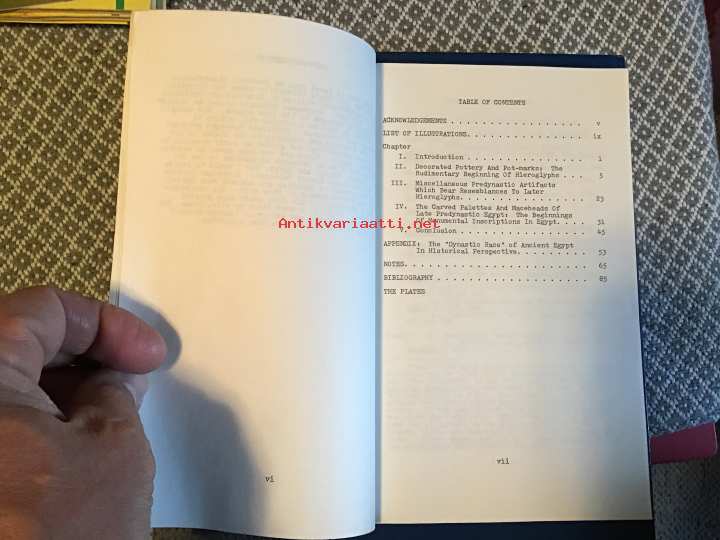 vi
TABLE OF CONTENTS
ACKNOWLEDGEMENTS . . . . . . . . . . . . . . . . . v
LIST OF ILLUSTRATIONS. . . . . . . . . . . . . . . ix
Chapter
I. Introduction . . . . . . . . . . . . . . . 1
II. Decorated Pottery And Pot-marks: The
Rudimentary Beginning Of Hieroglyphs . . . 5
III. Miscellaneous Predynastic Artifacts
Which Bear Resemblances To Later
Hieroglyphs. . . . . . . . . . . . . . . . 23
IV. The Carved Palettes And Maceheads Of
Late Predynastic Egypt: The Beginnings
Of Monumental Inscriptions In Egypt. . . . 31
V. Conclusion . . . . . . . . . . . . . . . . 45
APPENDIX: The "Dynastic Race" of Ancient Egypt
In Historical Perspective. . . . . . . . . 53
NOTES. . . . . . . . . . . . . . . . . . . . . . . 65
BIBLIOGRAPHY . . . . . . . . . . . . . . . . . . . 85
THE PLATES
vii
Antikvariaatti.net